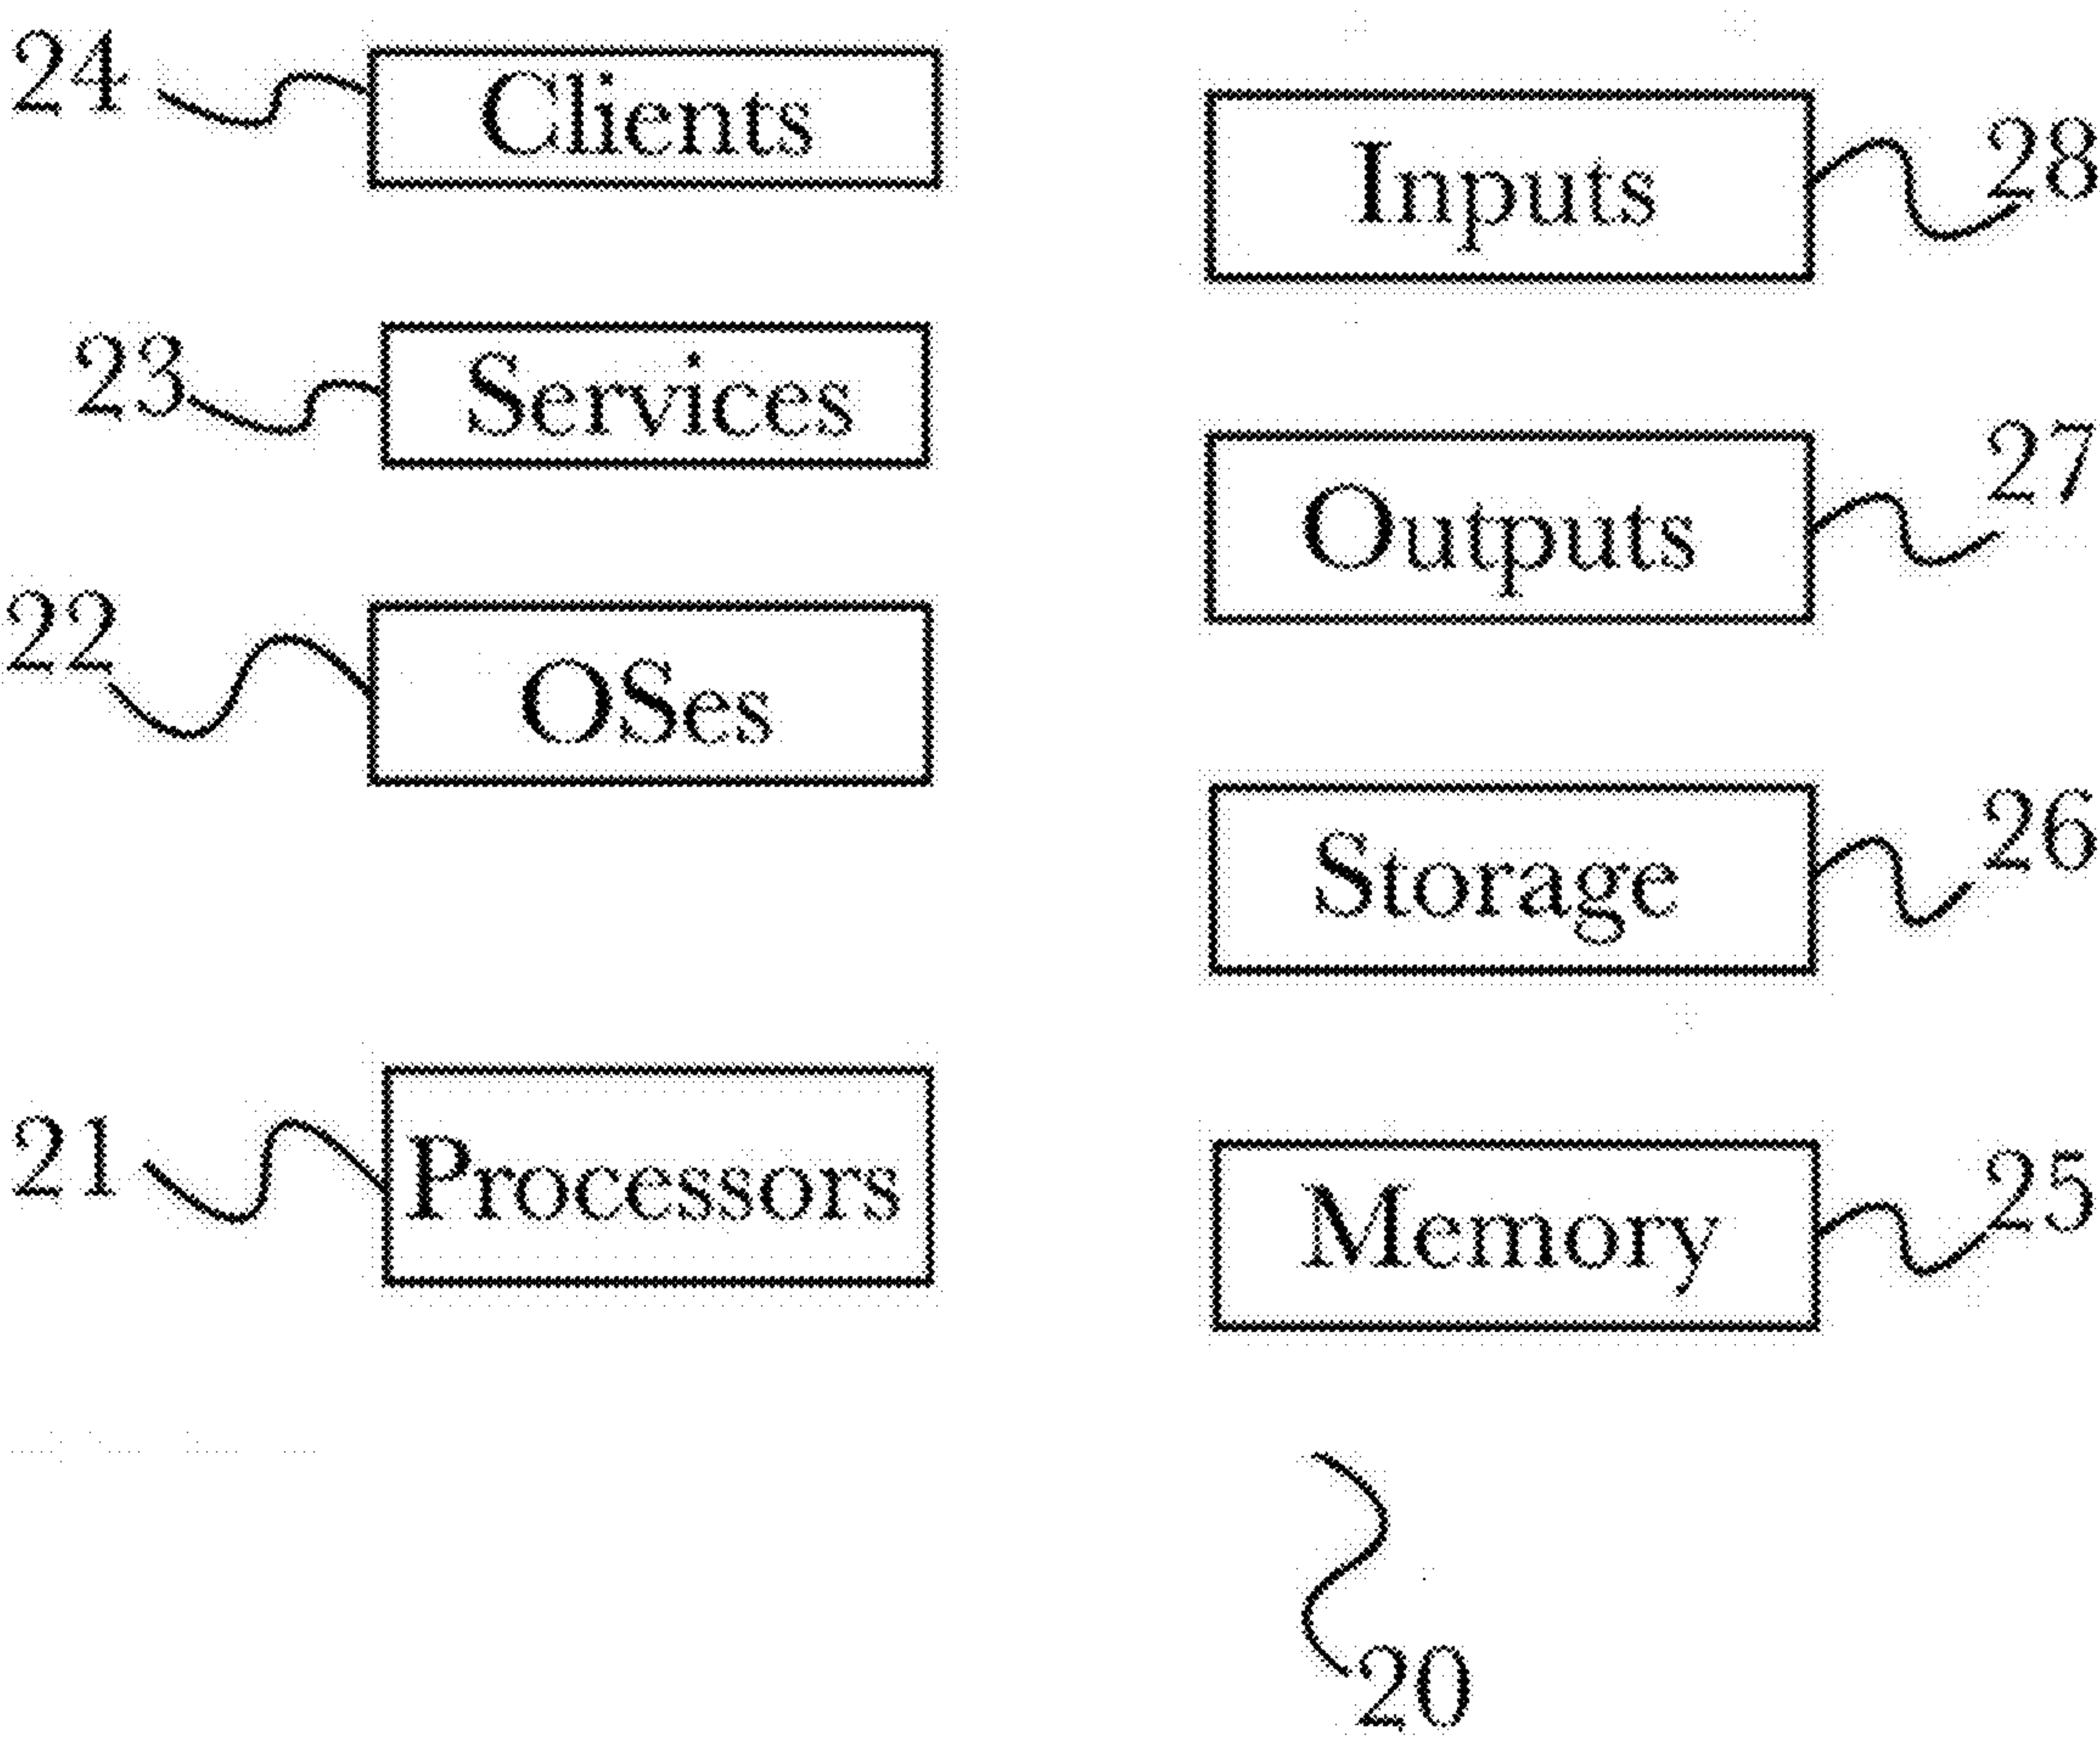 24
Clients
23
Services
22
OSes
21
Processors
Inputs
28
Outputs
27
Storage
26
Memory
25
20